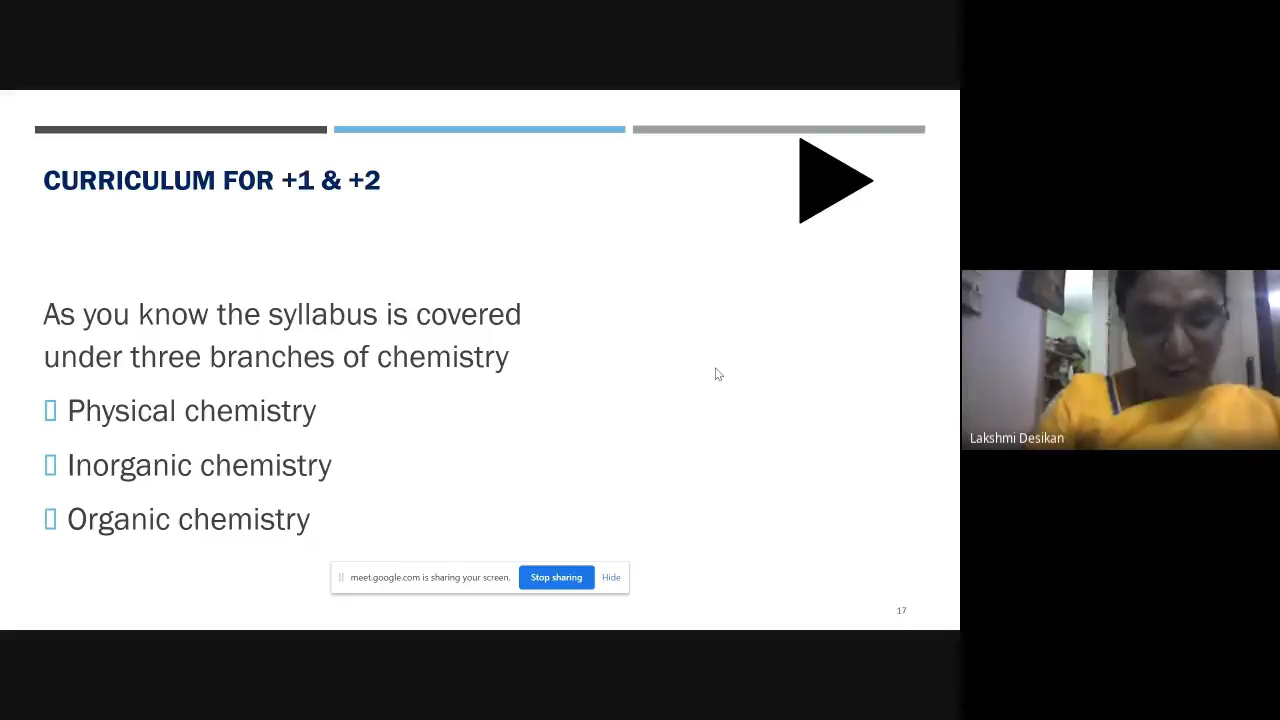 CURRICULUM FOR +1 & +2
As you know the syllabus is covered
under three branches of chemistry
Physical chemistry
Inorganic chemistry
Organic chemistry
meet.google.com is sharing your screen.
Stop sharing
Hide
17
Lakshmi Desikan